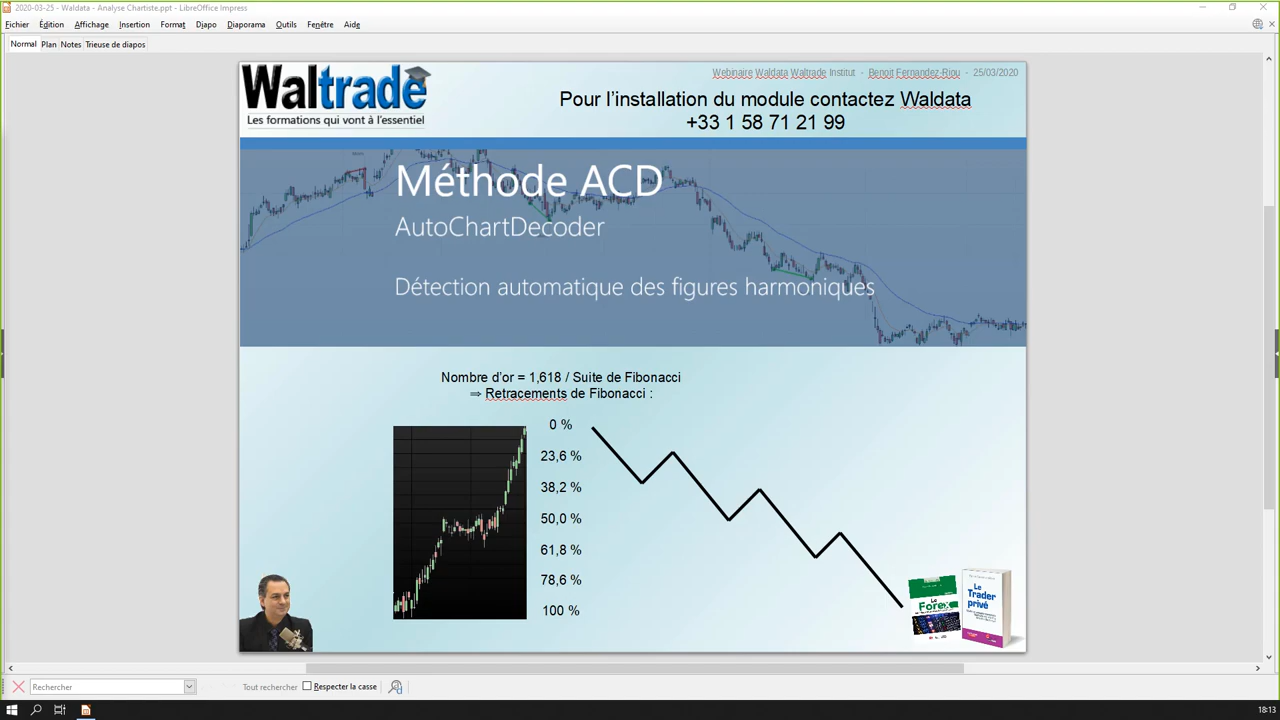 2020-03-25 - Waldata - Analyse Chartiste.ppt - LibreOffice Impress
Fichier Édition Affichage Insertion Format Diapo Diaporama Outils Fenêtre Aide
Normal Plan Notes Trieuse de diapos
Waltrade
Les formations qui vont à l'essentiel
Webinaire Waldata Waltrade Institut - Benoit Fernandez-Riou - 25/03/2020
Pour l'installation du module contactez Waldata
+33 1 58 71 21 99
Méthode ACD
AutoChartDecoder
Détection automatique des figures harmoniques
Nombre d'or = 1,618 / Suite de Fibonacci
⇒ Retracements de Fibonacci :
0 %
23,6 %
38,2 %
50,0 %
61,8 %
78,6 %
100 %
Le Forex
Le Trader privé
Rechercher Tout rechercher Respecter la casse
18:13